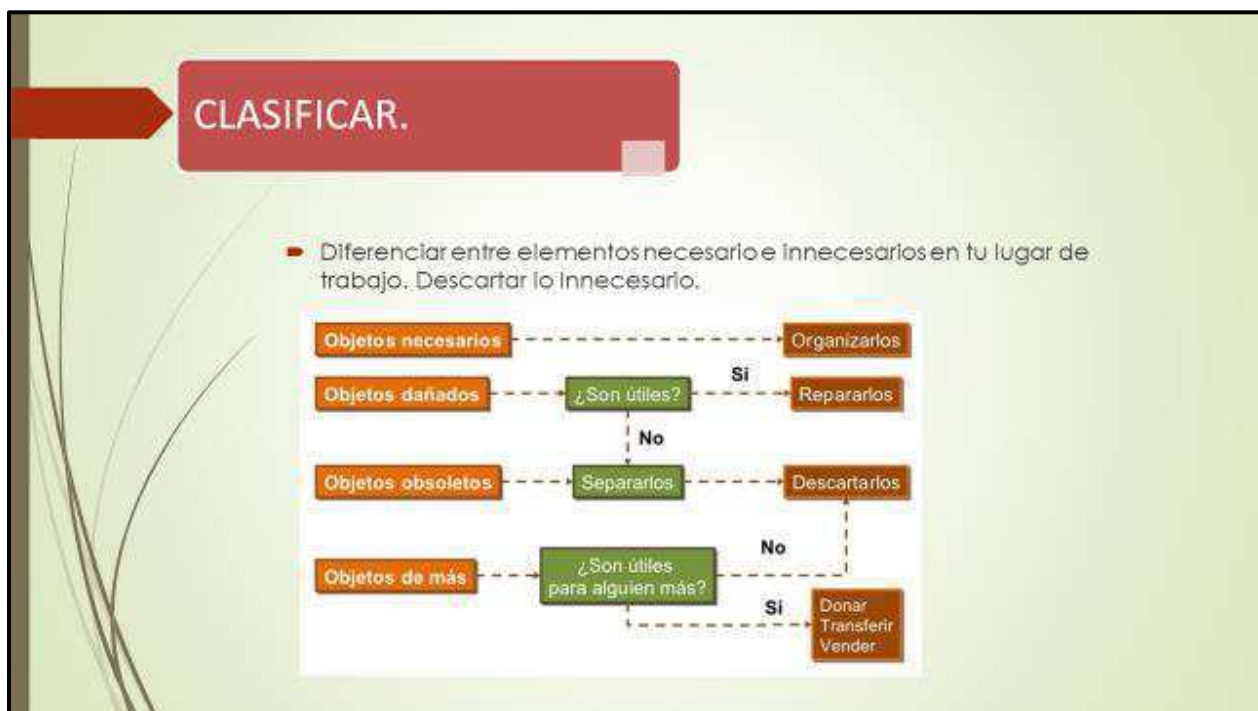 CLASIFICAR.
Diferenciar entre elementos necesario e innecesarios en tu lugar de
trabajo. Descartar lo innecesario.
Objetos necesarios
Organizarlos
Objetos dañados
¿Son útiles?
Sí
Repararlos
No
Objetos obsoletos
Separarlos
Descartarlos
Objetos de más
¿Son útiles
para alguien más?
No
Sí
Donar
Transferir
Vender